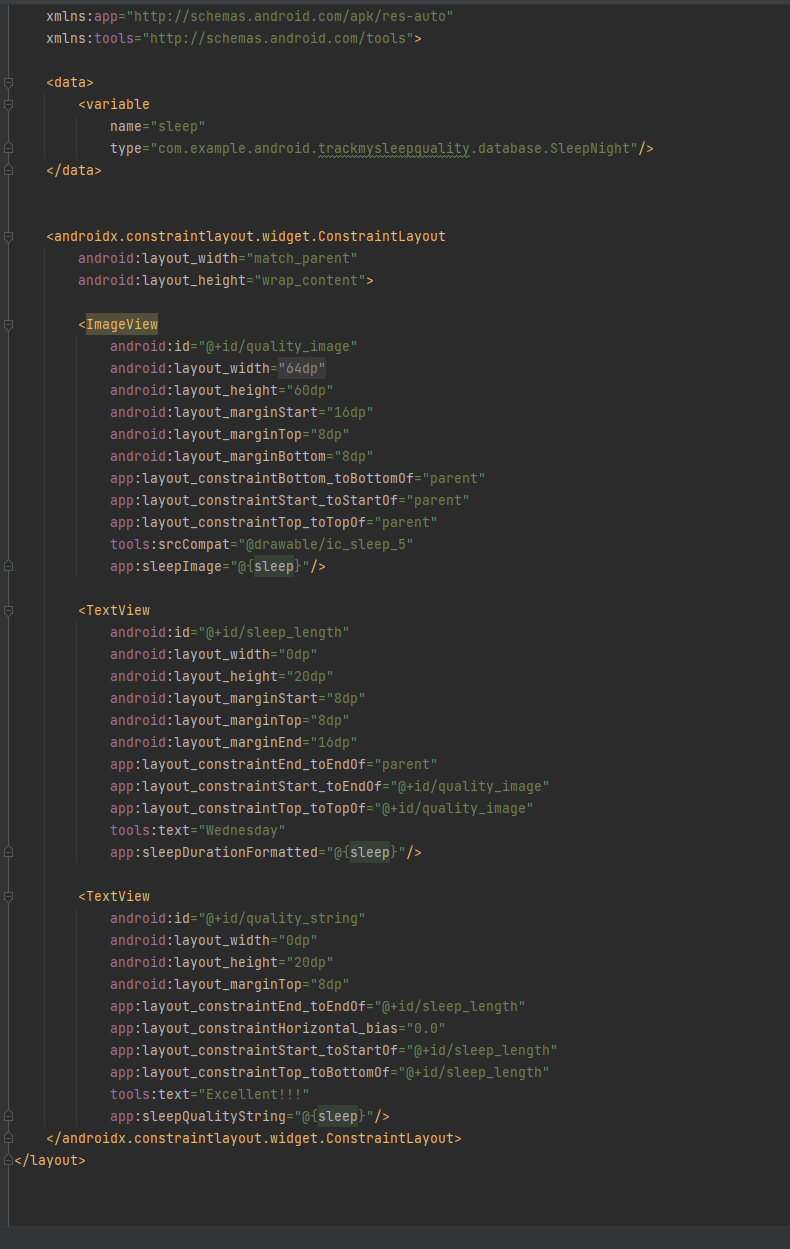 xmlns:app="http://schemas.android.com/apk/res-auto"
xmlns:tools="http://schemas.android.com/tools">
<data>
<variable
name="sleep"
type="com.example.android.trackmysleepquality.database.SleepNight"/>
</data>
<androidx.constraintlayout.widget.ConstraintLayout
android:layout_width="match_parent"
android:layout_height="wrap_content">
<ImageView
android:id="@+id/quality_image"
android:layout_width="64dp"
android:layout_height="60dp"
android:layout_marginStart="16dp"
android:layout_marginTop="8dp"
android:layout_marginBottom="8dp"
app:layout_constraintBottom_toBottomOf="parent"
app:layout_constraintStart_toStartOf="parent"
app:layout_constraintTop_toTopOf="parent"
tools:srcCompat="@drawable/ic_sleep_5"
app:sleepImage="@{sleep}"/>
<TextView
android:id="@+id/sleep_length"
android:layout_width="0dp"
android:layout_height="20dp"
android:layout_marginStart="8dp"
android:layout_marginTop="8dp"
android:layout_marginEnd="16dp"
app:layout_constraintEnd_toEndOf="parent"
app:layout_constraintStart_toEndOf="@+id/quality_image"
app:layout_constraintTop_toTopOf="@+id/quality_image"
tools:text="Wednesday"
app:sleepDurationFormatted="@{sleep}"/>
<TextView
android:id="@+id/quality_string"
android:layout_width="0dp"
android:layout_height="20dp"
android:layout_marginTop="8dp"
app:layout_constraintEnd_toEndOf="@+id/sleep_length"
app:layout_constraintHorizontal_bias="0.0"
app:layout_constraintStart_toStartOf="@+id/sleep_length"
app:layout_constraintTop_toBottomOf="@+id/sleep_length"
tools:text="Excellent!!!"
app:sleepQualityString="@{sleep}"/>
</androidx.constraintlayout.widget.ConstraintLayout>
</layout>